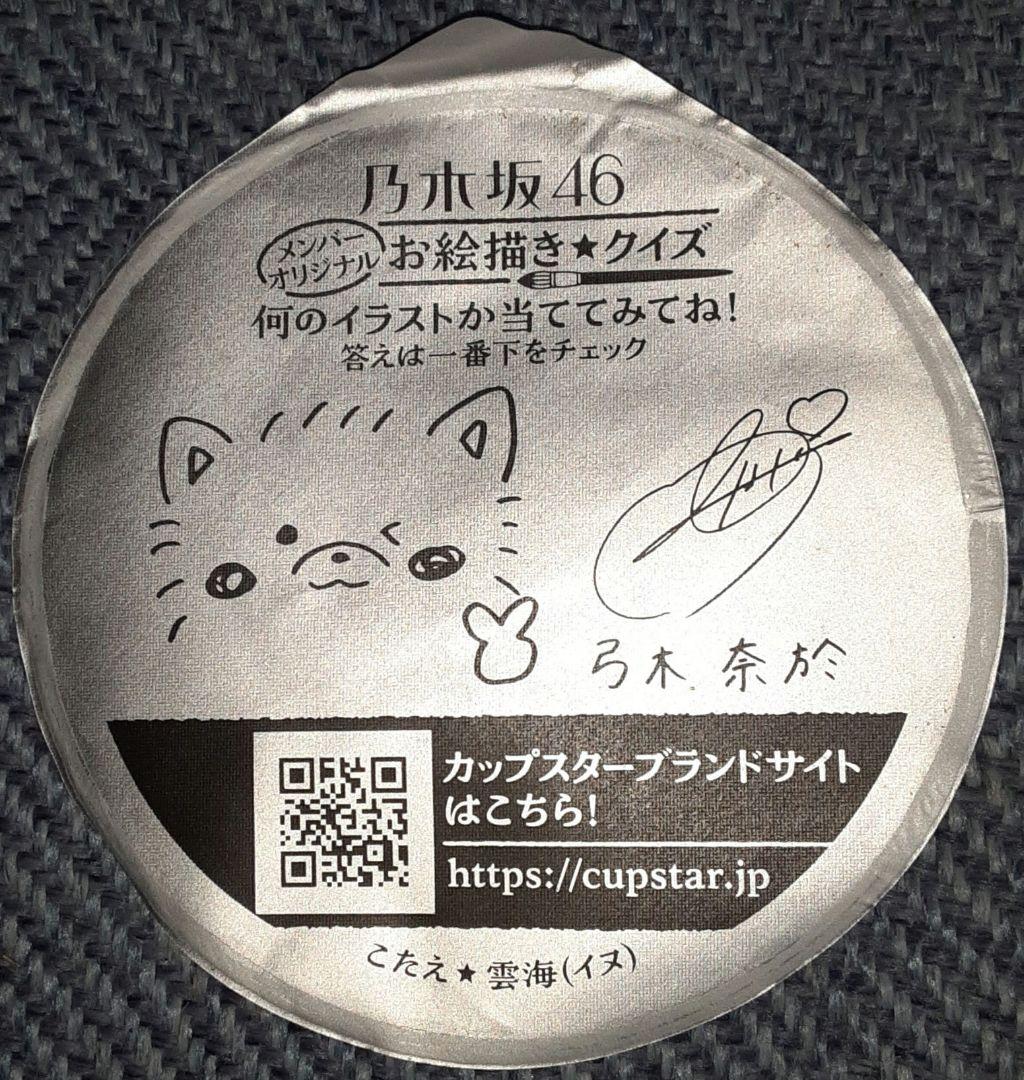 乃木坂46
メンバー
オリジナル
お絵描き★クイズ
何のイラストか当ててみてね!
答えは一番下をチェック
弓木 奈於
カップスターブランドサイト
はこちら!
https://cupstar.jp
こたえ★雲海(イヌ)